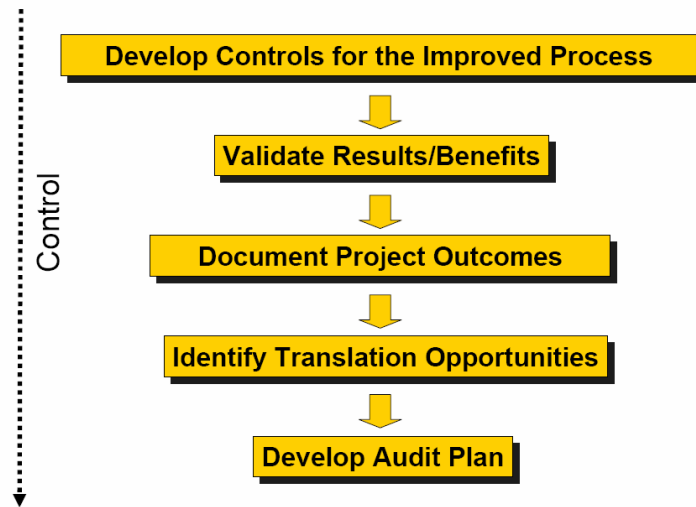 Develop Controls for the Improved Process
Validate Results/Benefits
Control
Document Project Outcomes
Identify Translation Opportunities
Develop Audit Plan